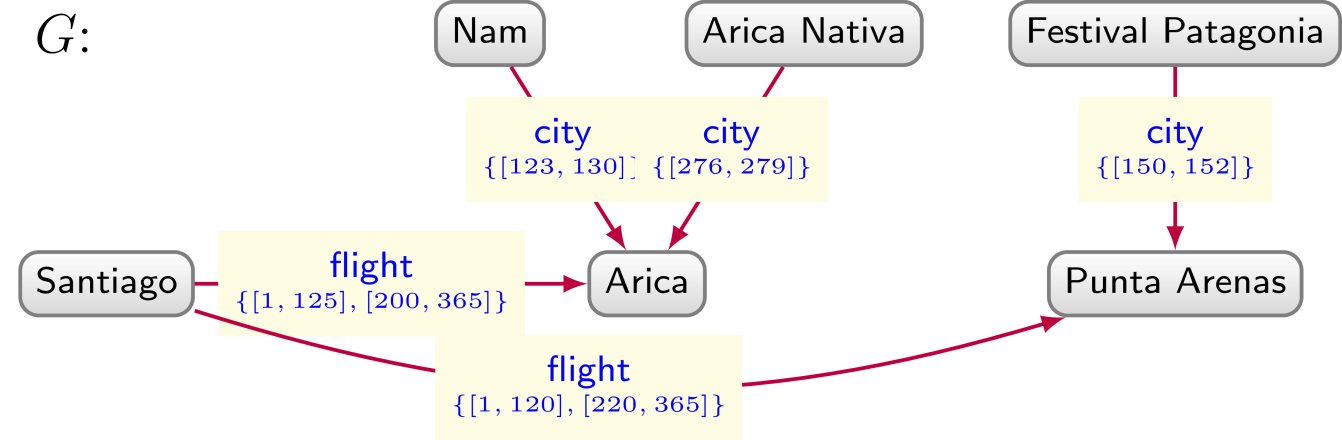 G:
Nam
Arica Nativa
Festival Patagonia
city
{[123, 130]}
city
{[276, 279]}
city
{[150, 152]}
Santiago
flight
{[1, 125], [200, 365]}
Arica
Punta Arenas
flight
{[1, 120], [220, 365]}